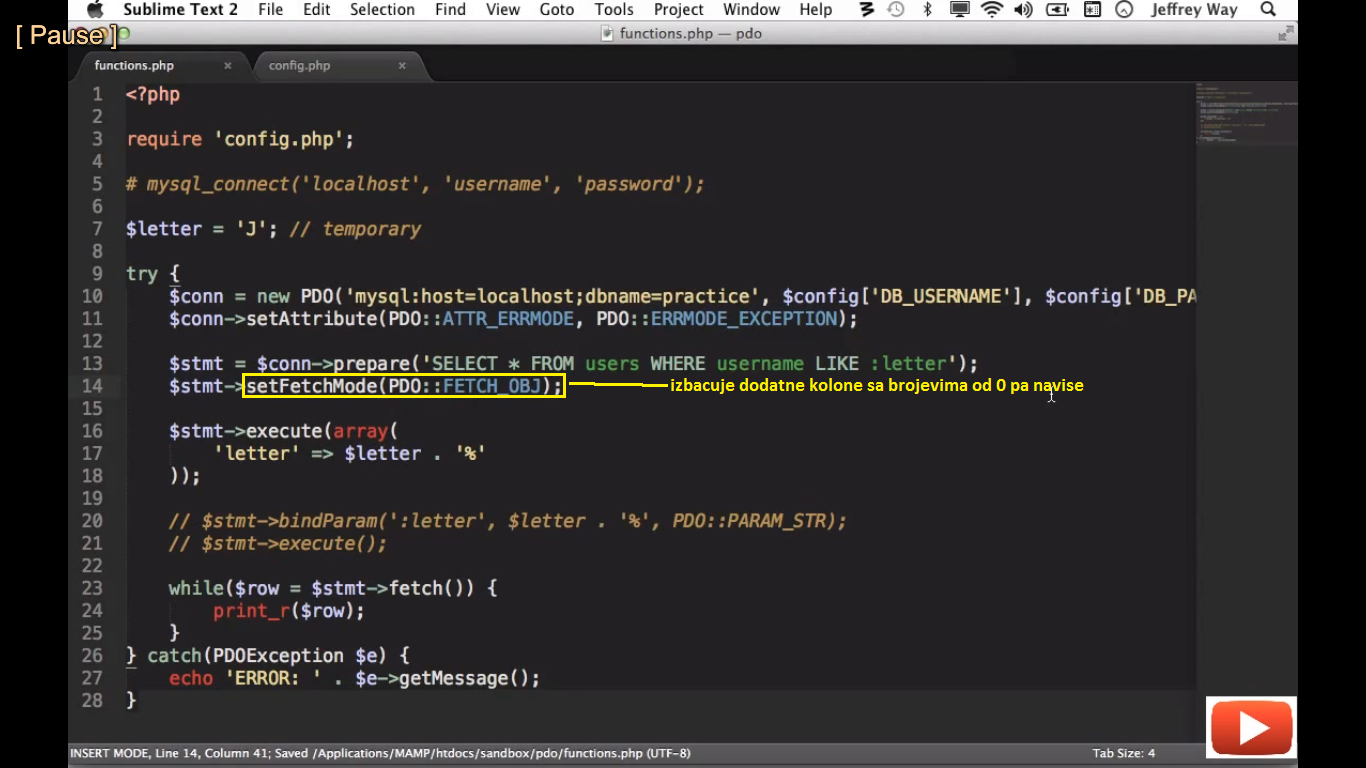 Sublime Text 2 File Edit Selection Find View Goto Tools Project Window Help Jeffrey Way
[ Pause ]
functions.php — pdo
functions.php × config.php ×
1 <?php
2
3 require 'config.php';
4
5 # mysql_connect('localhost', 'username', 'password');
6
7 $letter = 'J'; // temporary
8
9 try {
10 $conn = new PDO('mysql:host=localhost;dbname=practice', $config['DB_USERNAME'], $config['DB_PA
11 $conn->setAttribute(PDO::ATTR_ERRMODE, PDO::ERRMODE_EXCEPTION);
12
13 $stmt = $conn->prepare('SELECT * FROM users WHERE username LIKE :letter');
14 $stmt->setFetchMode(PDO::FETCH_OBJ); izbacuje dodatne kolone sa brojevima od 0 pa navise
15
16 $stmt->execute(array(
17 'letter' => $letter . '%'
18 ));
19
20 // $stmt->bindParam(':letter', $letter . '%', PDO::PARAM_STR);
21 // $stmt->execute();
22
23 while($row = $stmt->fetch()) {
24 print_r($row);
25 }
26 } catch(PDOException $e) {
27 echo 'ERROR: ' . $e->getMessage();
28 }
INSERT MODE, Line 14, Column 41; Saved /Applications/MAMP/htdocs/sandbox/pdo/functions.php (UTF-8) Tab Size: 4